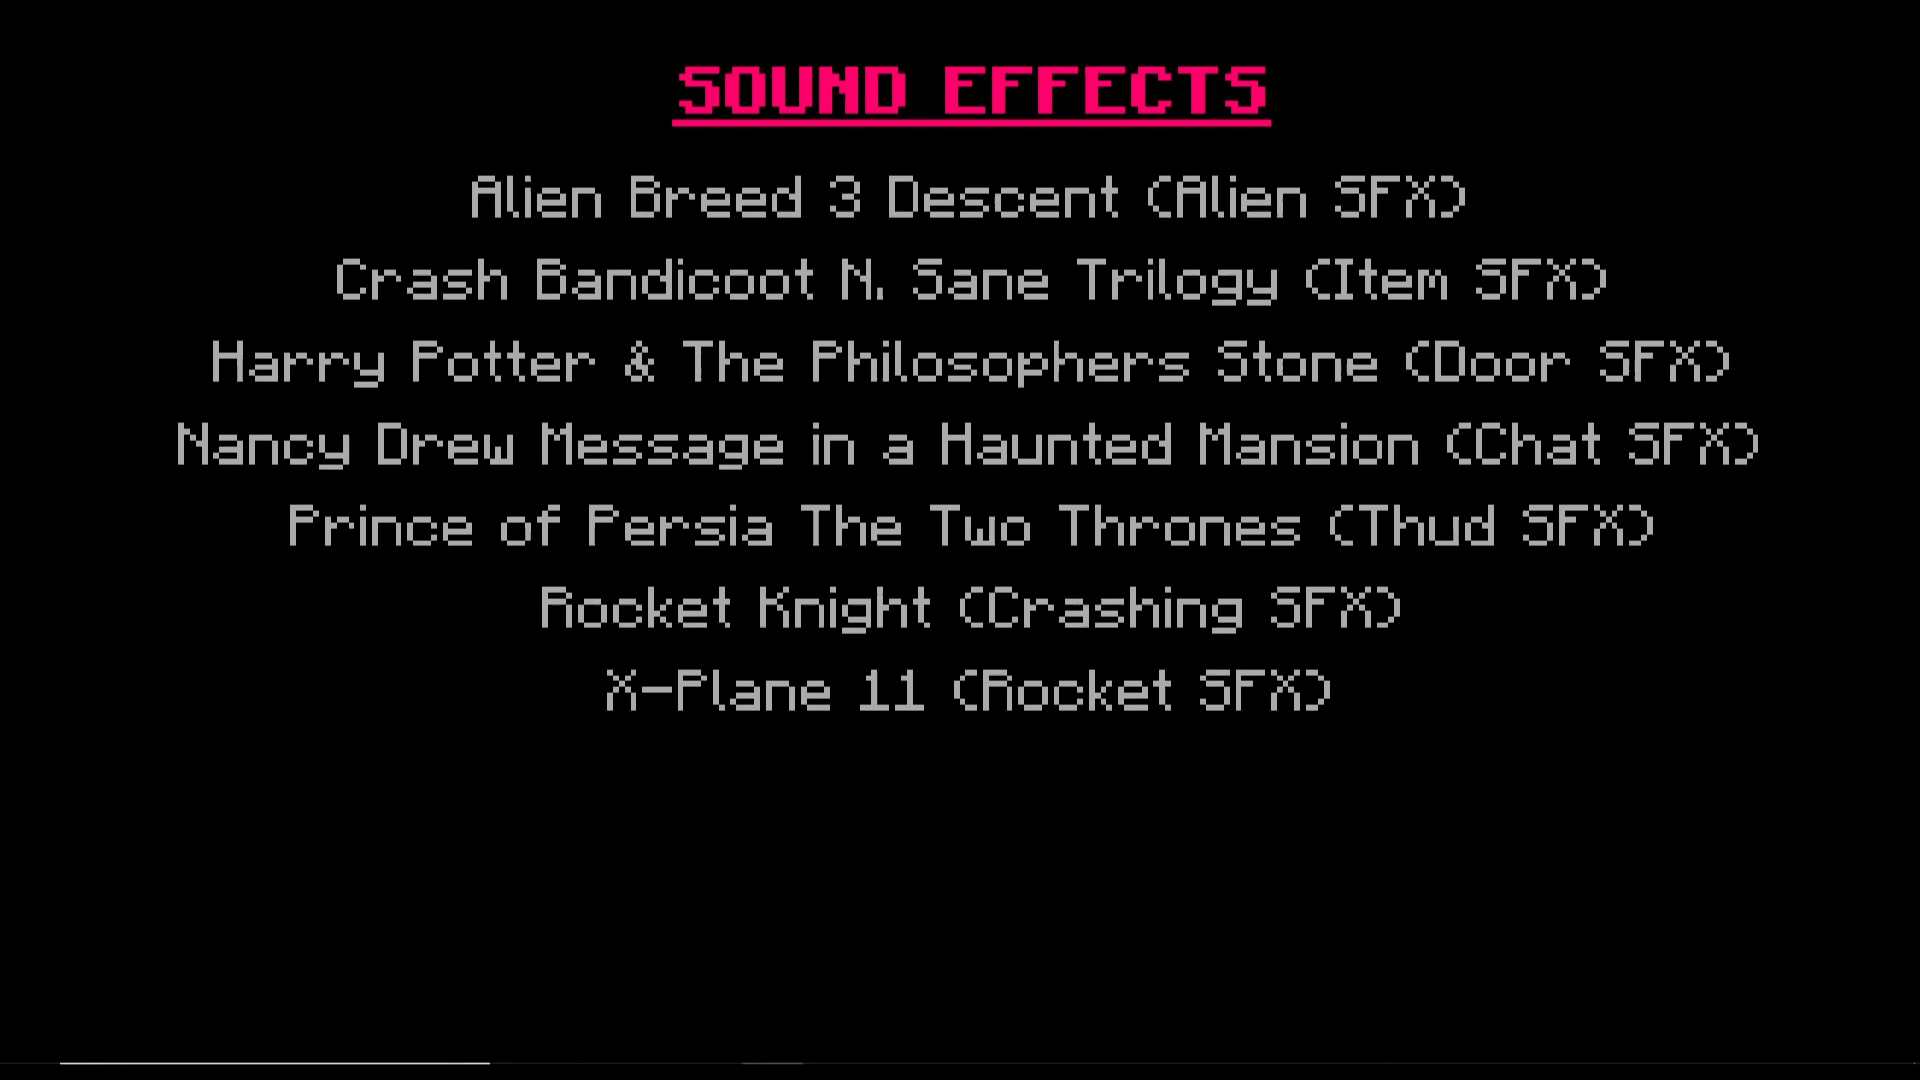 SOUND EFFECTS
Alien Breed 3 Descent (Alien SFX)
Crash Bandicoot N. Sane Trilogy (Item SFX)
Harry Potter & The Philosophers Stone (Door SFX)
Nancy Drew Message in a Haunted Mansion (Chat SFX)
Prince of Persia The Two Thrones (Thud SFX)
Rocket Knight (Crashing SFX)
X-Plane 11 (Rocket SFX)